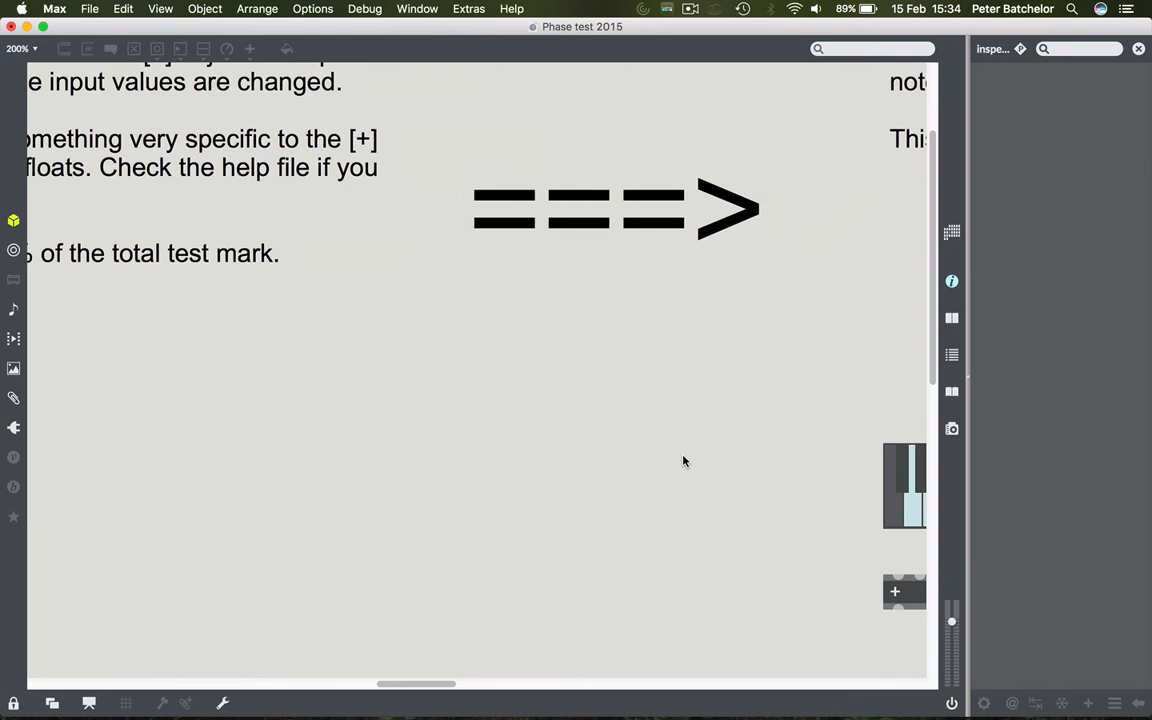 Max File Edit View Object Arrange Options Debug Window Extras Help 89% 15 Feb 15:34 Peter Batchelor
Phase test 2015
200%
inspe...
e input values are changed.
note
omething very specific to the [+]
This
floats. Check the help file if you
===>
% of the total test mark.
+